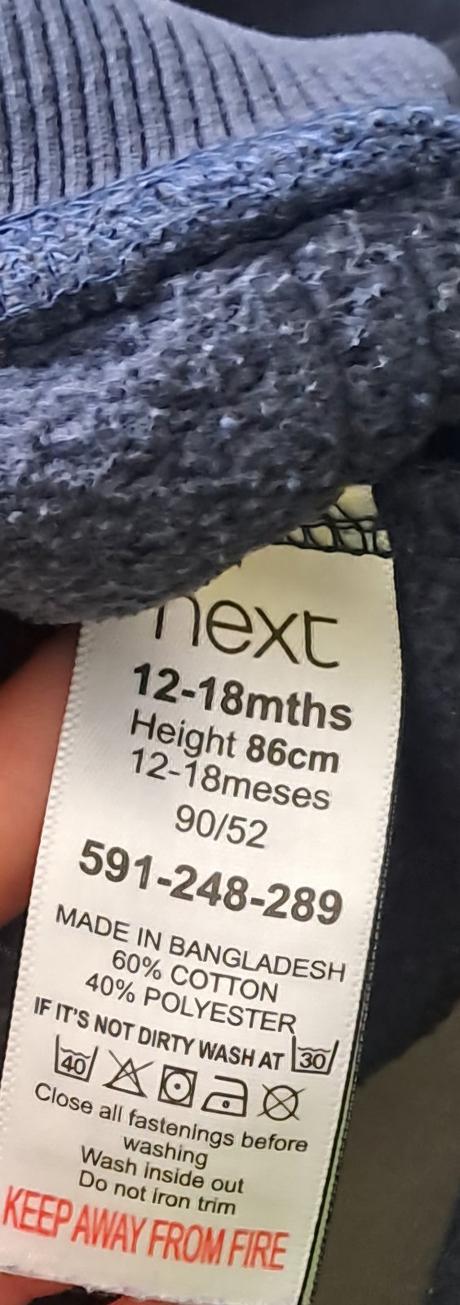 next
12-18mths
Height 86cm
12-18meses
90/52
591-248-289
MADE IN BANGLADESH
60% COTTON
40% POLYESTER
IF IT'S NOT DIRTY WASH AT 30
40
Close all fastenings before
washing
Wash inside out
Do not iron trim
KEEP AWAY FROM FIRE